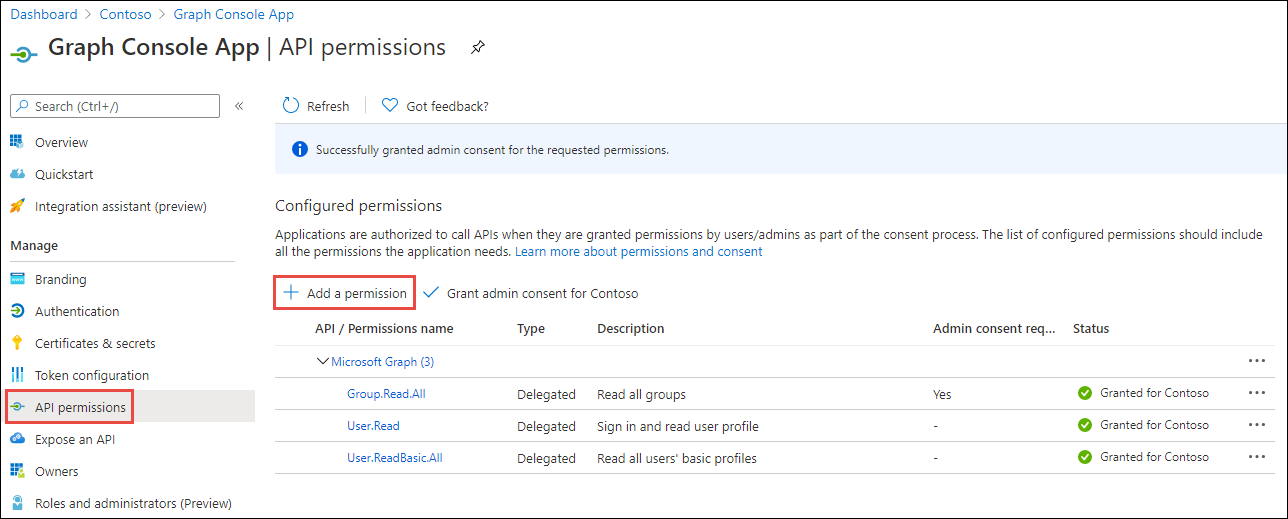 Dashboard > Contoso > Graph Console App
Graph Console App | API permissions
Search (Ctrl+/)
«
Overview
Quickstart
Integration assistant (preview)
Manage
Branding
Authentication
Certificates & secrets
Token configuration
API permissions
Expose an API
Owners
Roles and administrators (Preview)
Refresh
Got feedback?
Successfully granted admin consent for the requested permissions.
Configured permissions
Applications are authorized to call APIs when they are granted permissions by users/admins as part of the consent process. The list of configured permissions should include
all the permissions the application needs. Learn more about permissions and consent
Add a permission Grant admin consent for Contoso
API / Permissions name Type Description Admin consent req... Status
Microsoft Graph (3) ...
Group.Read.All Delegated Read all groups Yes Granted for Contoso ...
User.Read Delegated Sign in and read user profile - Granted for Contoso ...
User.ReadBasic.All Delegated Read all users' basic profiles - Granted for Contoso ...